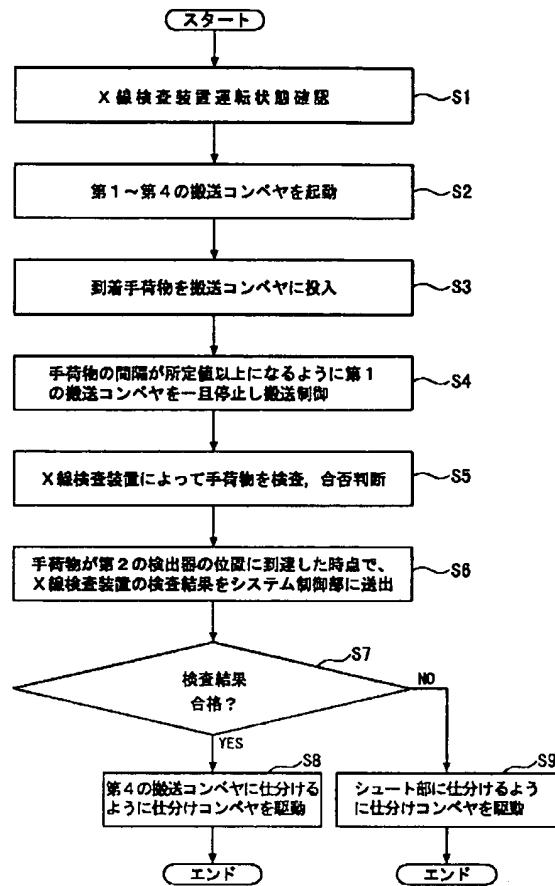 スタート
X線検査装置運転状態確認
S1
第1~第4の搬送コンベヤを起動
S2
到着手荷物を搬送コンベヤに投入
S3
手荷物の間隔が所定値以上になるように第1
の搬送コンベヤを一旦停止し搬送制御
S4
X線検査装置によって手荷物を検査,合否判断
S5
手荷物が第2の検出器の位置に到達した時点で、
X線検査装置の検査結果をシステム制御部に送出
S6
S7
検査結果
合格?
NO
YES
S8
第4の搬送コンベヤに仕分ける
ように仕分けコンベヤを駆動
S9
シュート部に仕分けるよう
に仕分けコンベヤを駆動
エンド
エンド